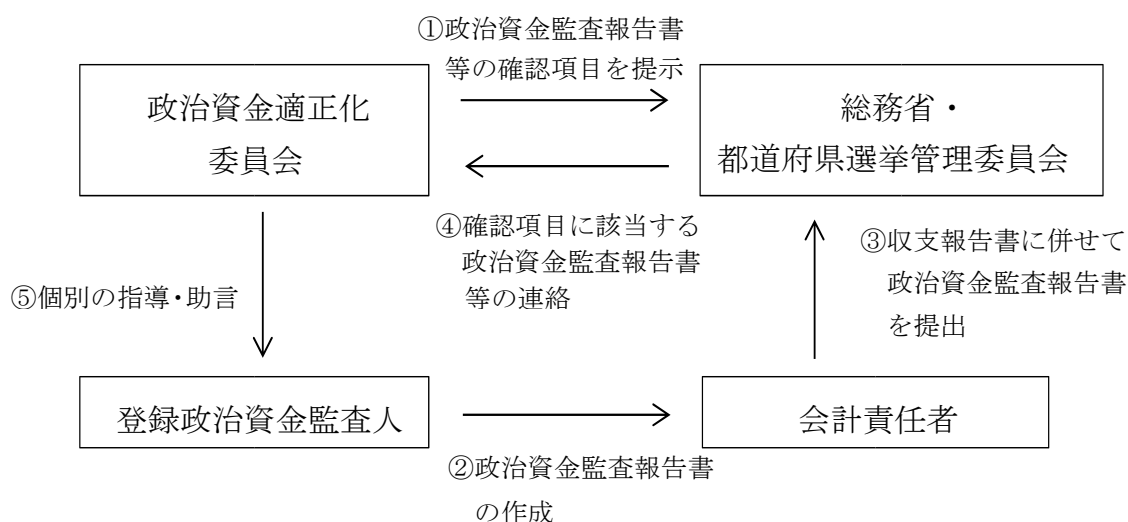 ①政治資金監査報告書
等の確認項目を提示
政治資金適正化
委員会
総務省・
都道府県選挙管理委員会
④確認項目に該当する
政治資金監査報告書
等の連絡
③収支報告書に併せて
政治資金監査報告書
を提出
⑤個別の指導・助言
登録政治資金監査人
会計責任者
②政治資金監査報告書
の作成